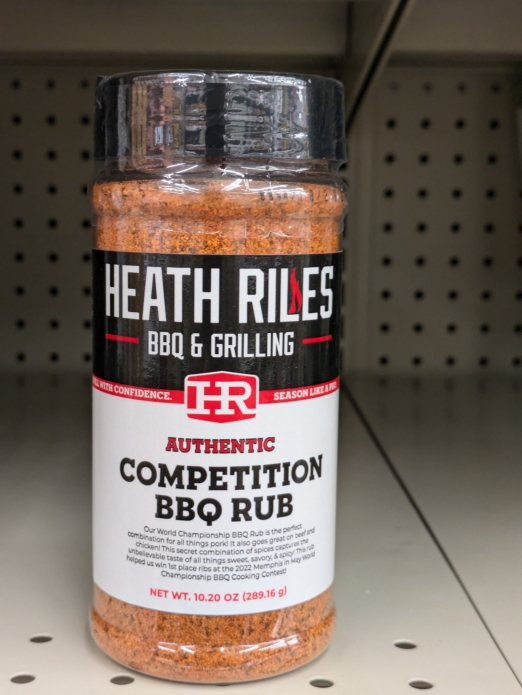 HEATH RILES
BBQ & GRILLING
WITH CONFIDENCE.
HR
SEASON LIKE A
AUTHENTIC
COMPETITION
BBQ RUB
Our World Championship BBQ Rub is the perfect
combination for all things pork! It also goes great on beef and
chicken! This secret combination of spices captures the
unbelievable taste of all things sweet, savory, & spicy! This rub
helped us win 1st place ribs at the 2022 Memphis in May World
Championship BBQ Cooking Contest!
NET WT. 10.20 OZ (289.16 g)